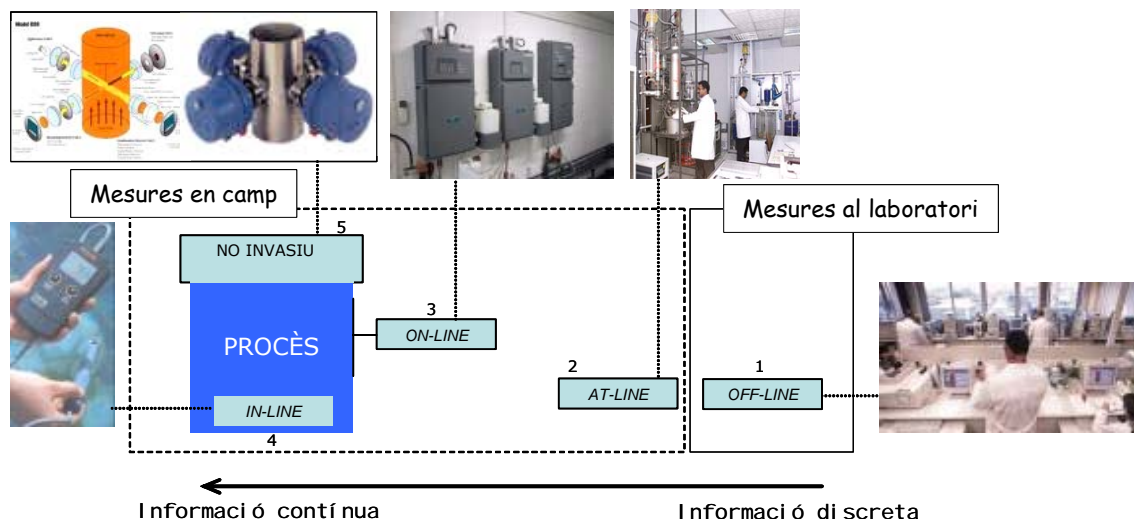 Model 
Mesures en camp
Mesures al laboratori
5
NO INVASIU
3
ON-LINE
PROCÈS
2
AT-LINE
1
OFF-LINE
IN-LINE
4
Informació contínua
Informació discreta